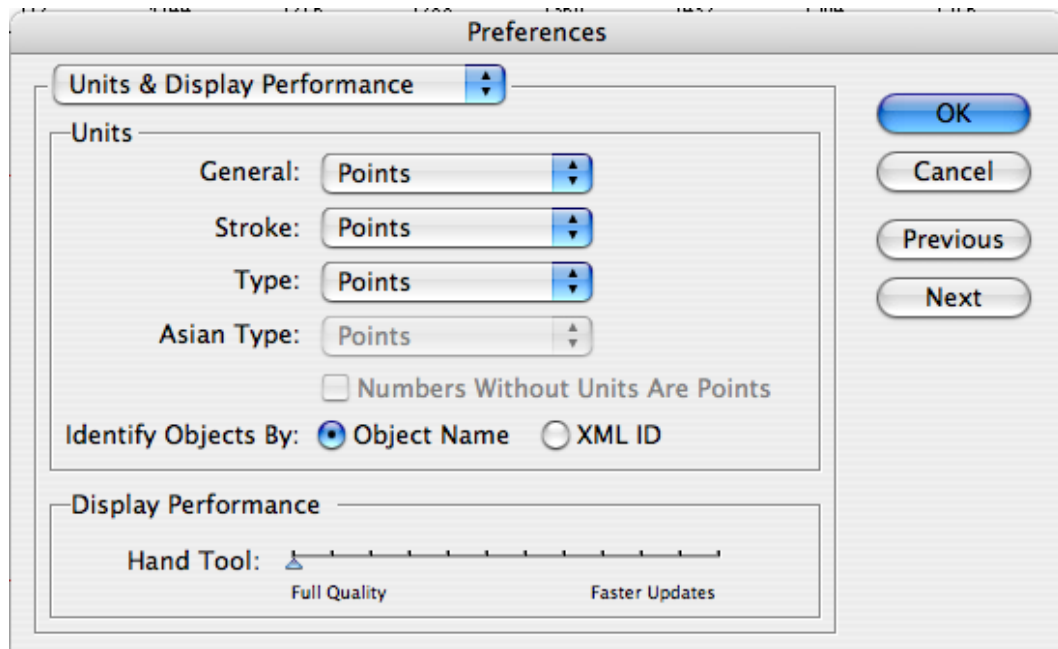 Preferences
Units & Display Performance
Units
General: Points
Stroke: Points
Type: Points
Asian Type: Points
Numbers Without Units Are Points
Identify Objects By: Object Name XML ID
Display Performance
Hand Tool:
Full Quality Faster Updates
OK
Cancel
Previous
Next